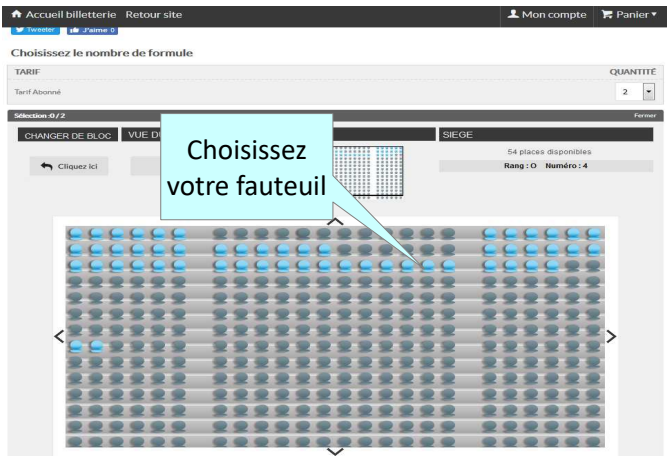 Accueil billetterie Retour site Mon compte Panier
Tweeter J'aime 0
Choisissez le nombre de formule
TARIF QUANTITÉ
Tarif Abonné 2
Sélection :0 / 2 Fermer
CHANGER DE BLOC VUE DU SIEGE
Cliquez ici
54 places disponibles
Rang : O Numéro : 4
Choisissez
votre fauteuil